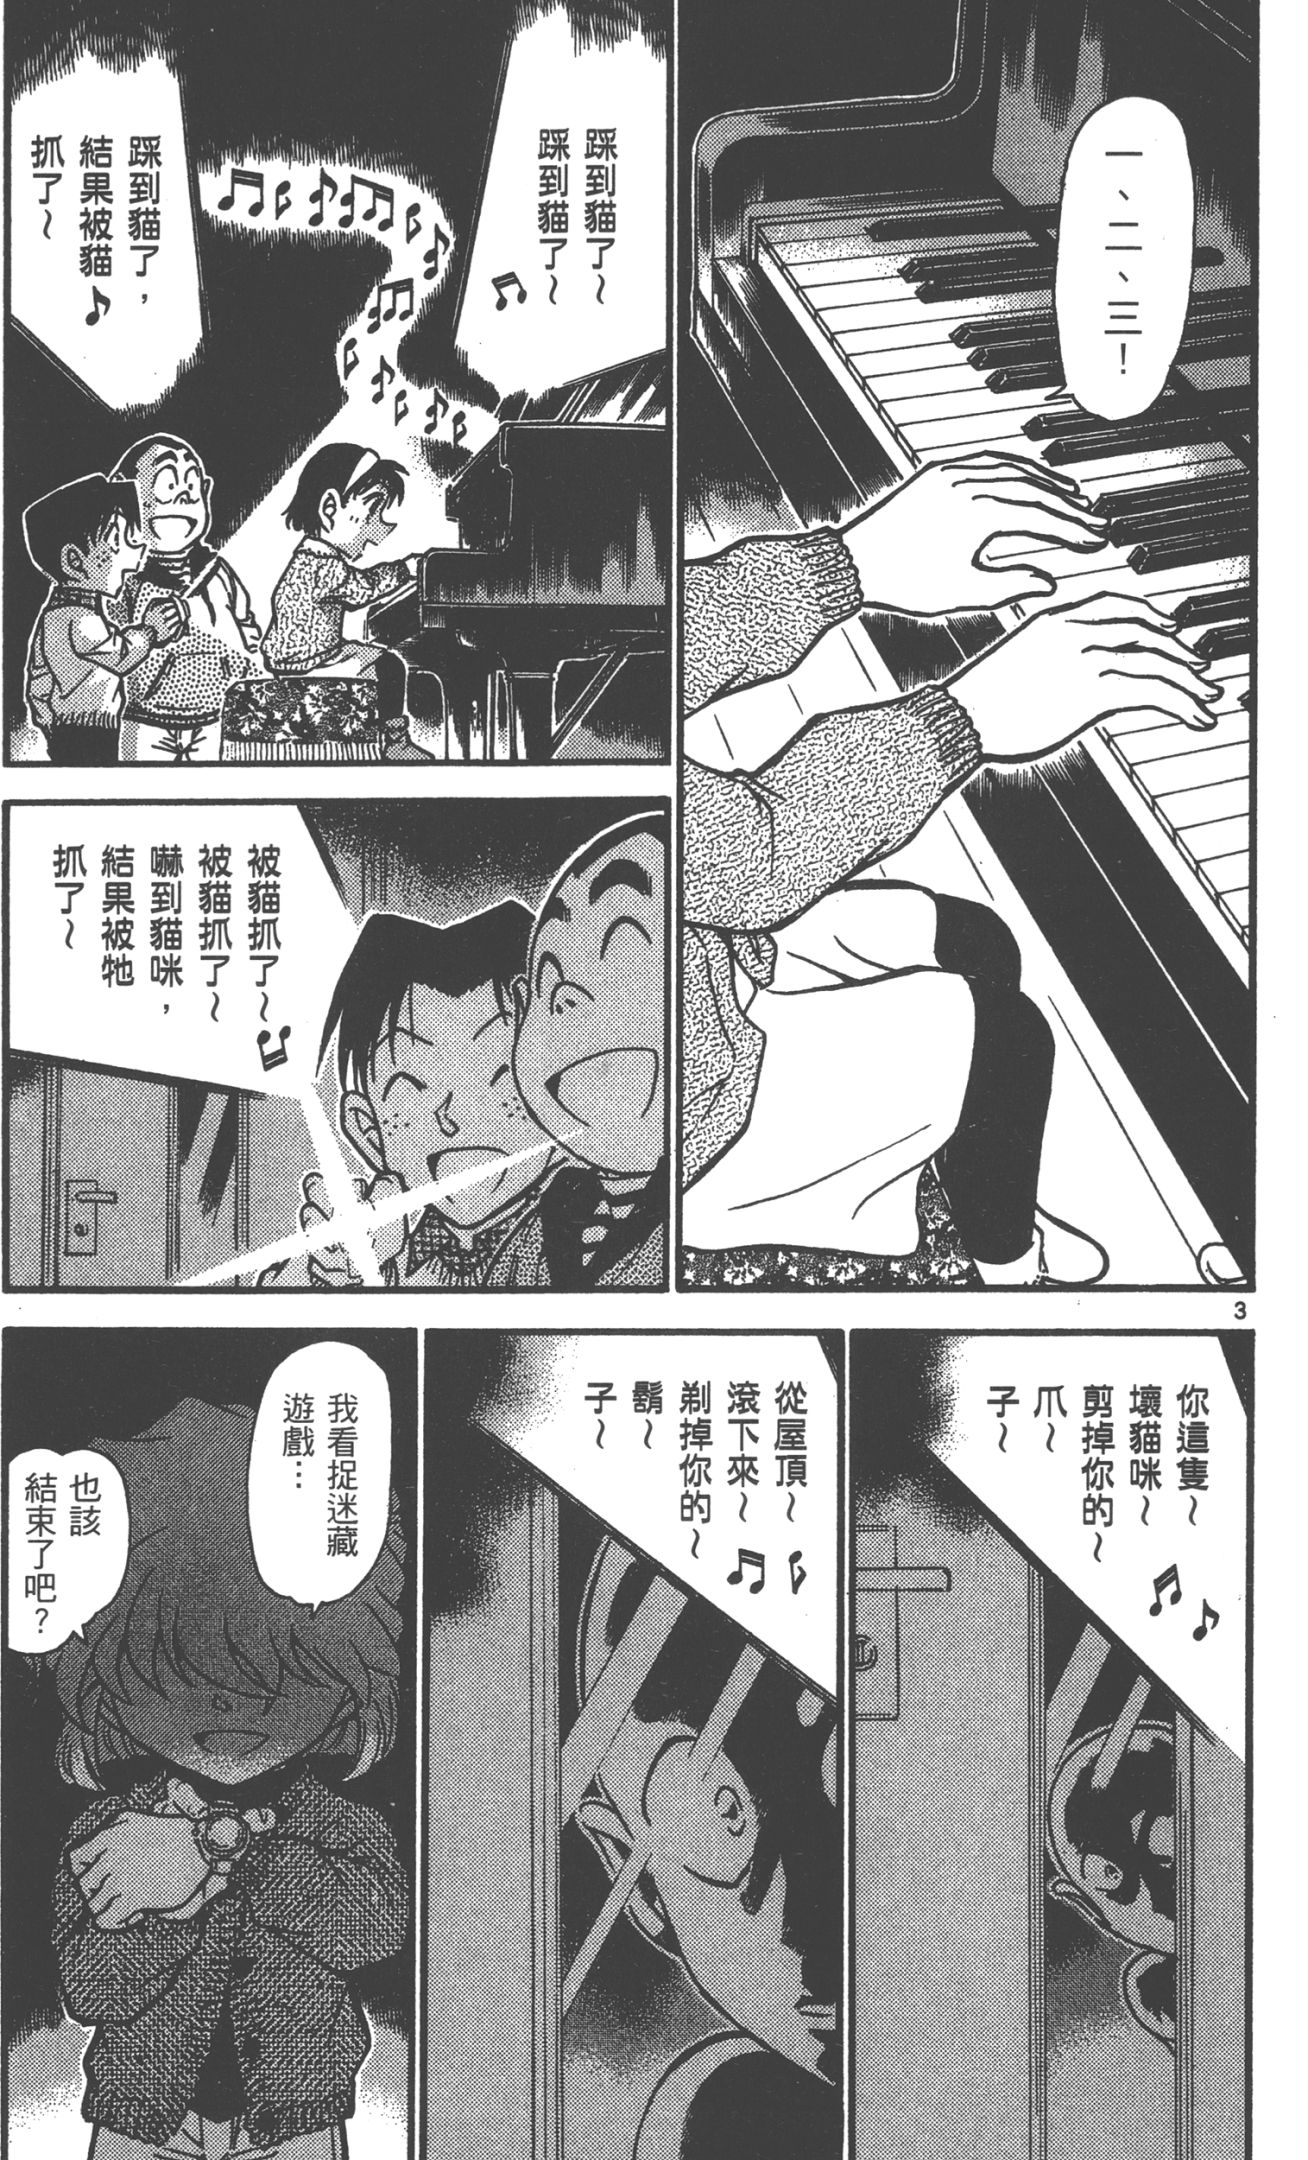 一、二、三！
踩到貓了～
踩到貓了～
踩到貓了，
結果被貓
抓了～
被貓抓了～
被貓抓了～
嚇到貓咪，
結果被牠
抓了～
3
你這隻～
壞貓咪～
剪掉你的～
爪～
子～
從屋頂～
滾下來～
剃掉你的～
鬍～
子～
我看捉迷藏
遊戲…
也該
結束了吧？